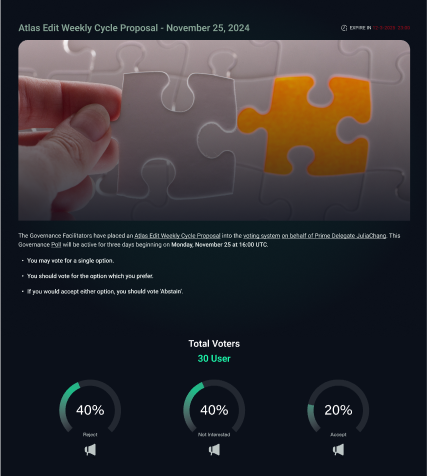 Atlas Edit Weekly Cycle Proposal - November 25, 2024
EXPIRE IN
The Governance Facilitators have placed an Atlas Edit Weekly Cycle Proposal into the voting system on behalf of Prime Delegate JuliaChang. This
Governance Poll will be active for three days beginning on Monday, November 25 at 16:00 UTC.
• You may vote for a single option.
• You should vote for the option which you prefer.
• If you would accept either option, you should vote 'Abstain'.
Total Voters
30 User
40% 40% 20%
Reject Not Interested Accept